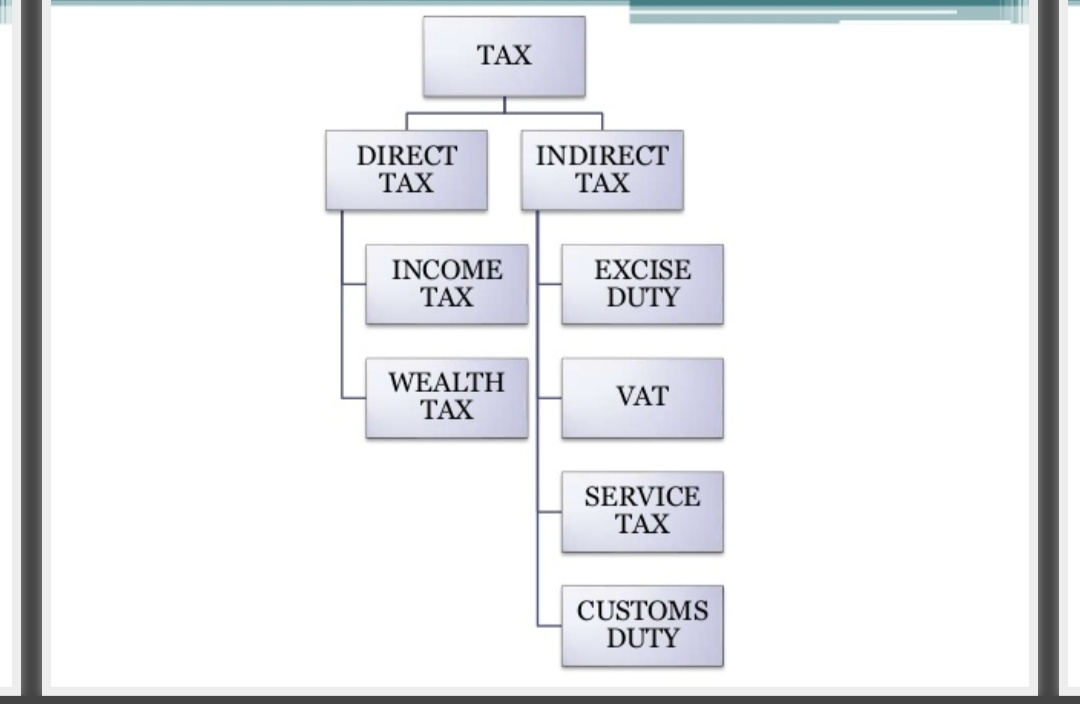 TAX
DIRECT
TAX
INDIRECT
TAX
INCOME
TAX
EXCISE
DUTY
WEALTH
TAX
VAT
SERVICE
TAX
CUSTOMS
DUTY